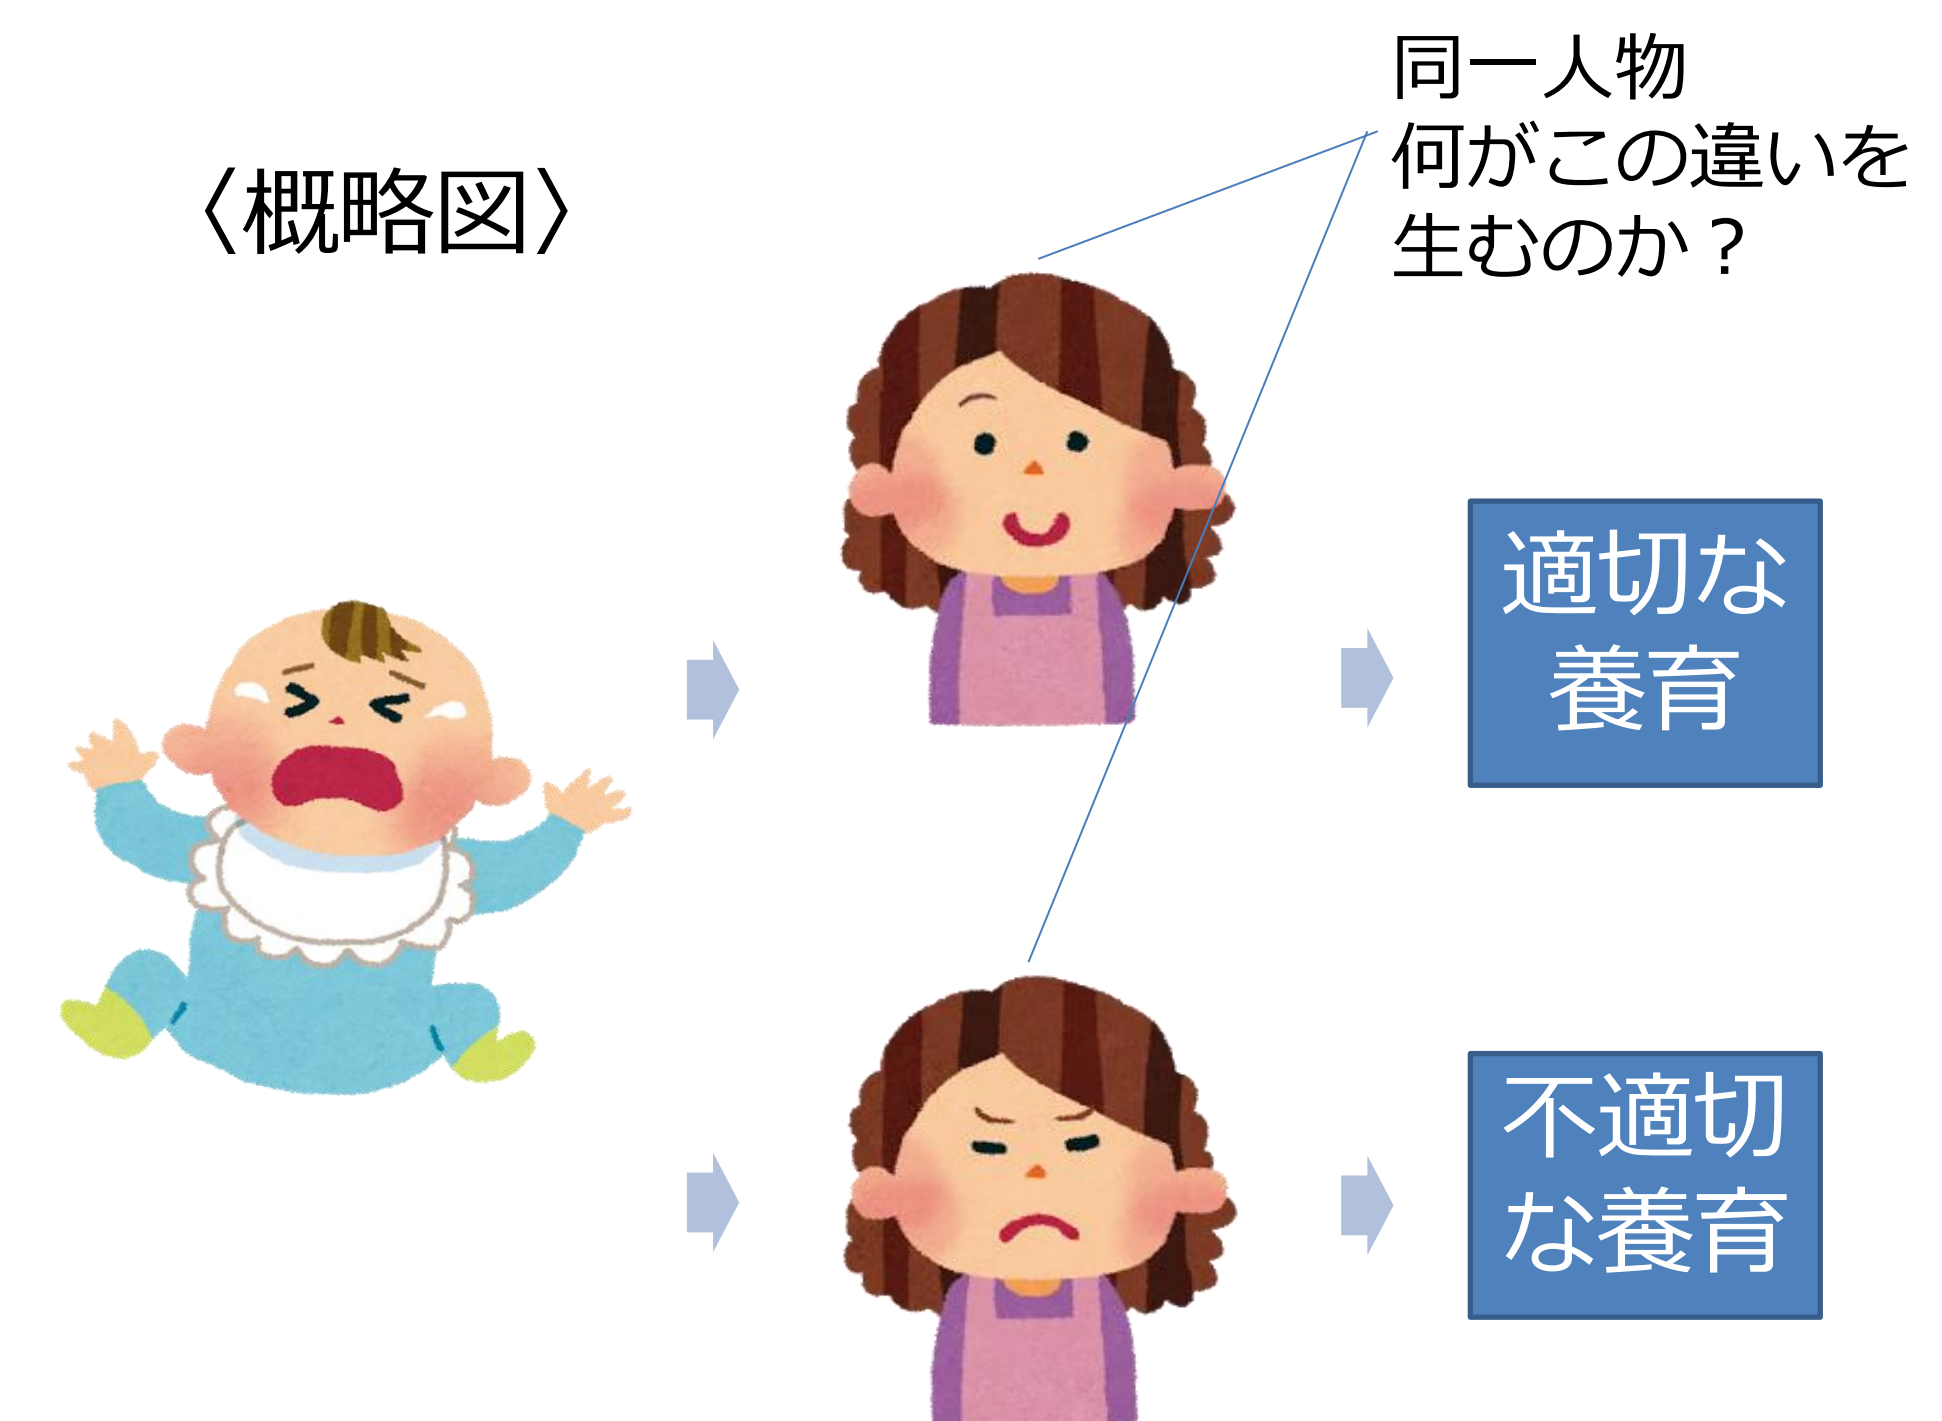 〈概略図〉
同一人物
何がこの違いを
生むのか？
適切な
養育
不適切
な養育